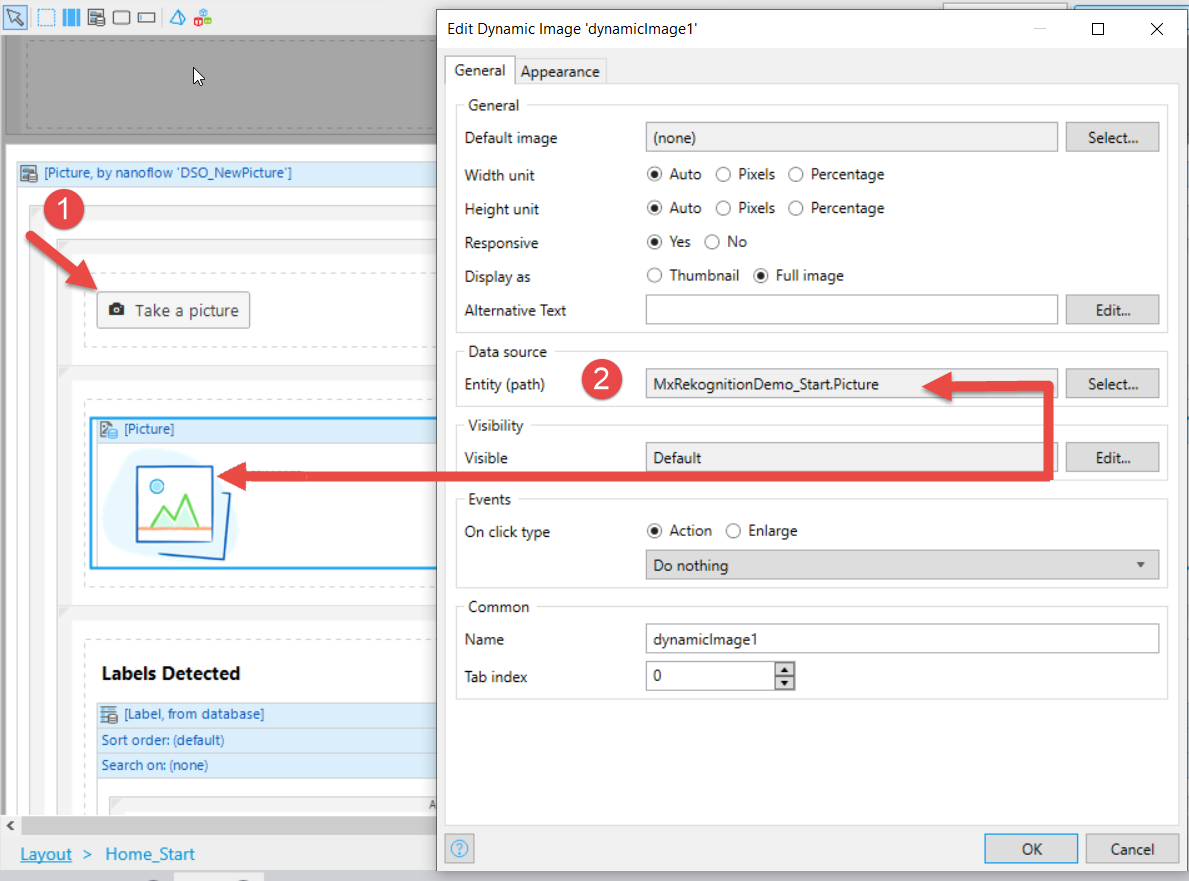 Edit Dynamic Image 'dynamicImage1'
General Appearance
General
Default image (none) Select...
Width unit Auto Pixels Percentage
Height unit Auto Pixels Percentage
Responsive Yes No
Display as Thumbnail Full image
Alternative Text Edit...
Data source
Entity (path) 2 MxRekognitionDemo_Start.Picture Select...
Visibility
Visible Default Edit...
Events
On click type Action Enlarge
Do nothing
Common
Name dynamicImage1
Tab index 0
? OK Cancel
[Picture, by nanoflow 'DSO_NewPicture']
1
Take a picture
[Picture]
Labels Detected
[Label, from database]
Sort order: (default)
Search on: (none)
A
Layout > Home_Start